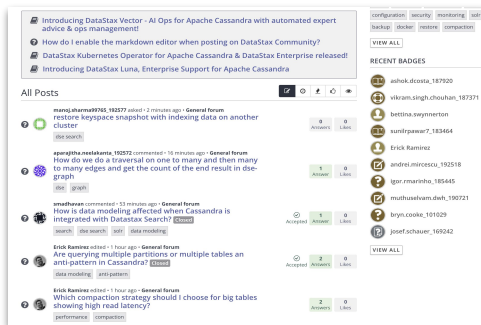 Introducing DataStax Vector - AI Ops for Apache Cassandra with automated expert
advice & ops management!
How do I enable the markdown editor when posting on DataStax Community?
DataStax Kubernetes Operator for Apache Cassandra & DataStax Enterprise released!
Introducing DataStax Luna, Enterprise Support for Apache Cassandra
All Posts
manoj.sharma99765_192577 asked • 2 minutes ago • General forum
restore keyspace snapshot with indexing data on another
cluster
dse search
0 0
Answers Likes
aparajitha.neelakanta_192572 commented • 15 minutes ago • General forum
How do we do a traversal on one to many and then many
to many edges and get the count of the end result in dse-
graph
dse graph
1 0
Answer Likes
smadhavan commented • 53 minutes ago • General forum
How is data modeling affected when Cassandra is
integrated with Datastax Search? Closed
search dse search solr data modeling
1 0
Accepted Answer Likes
Erick Ramirez edited • 1 hour ago • General forum
Are querying multiple partitions or multiple tables an
anti-pattern in Cassandra? Closed
data modeling anti-pattern
2 0
Accepted Answers Likes
Erick Ramirez edited • 1 hour ago • General forum
Which compaction strategy should I choose for big tables
showing high read latency?
performance compaction
2 0
Answers Likes
configuration security monitoring solr
backup docker restore compaction
VIEW ALL
RECENT BADGES
ashok.dcosta_187920
vikram.singh.chouhan_187371
bettina.swynnerton
sunilrpawar7_183464
Erick Ramirez
andrei.mircescu_192518
igor.rmarinho_185445
muthuselvam.dwh_190721
bryn.cooke_101029
josef.schauer_169242
VIEW ALL